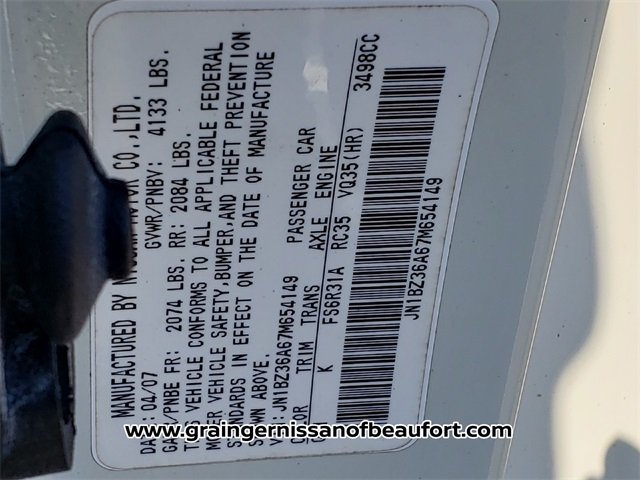 MANUFACTURED BY NISSAN MOTOR CO.,LTD.
DATE: 04/07 GVWR/PNBV: 4133 LBS.
GAWR/PNBE FR: 2074 LBS. RR: 2084 LBS.
THIS VEHICLE CONFORMS TO ALL APPLICABLE FEDERAL
MOTOR VEHICLE SAFETY,BUMPER,AND THEFT PREVENTION
STANDARDS IN EFFECT ON THE DATE OF MANUFACTURE
SHOWN ABOVE.
V JN1BZ36A67M654149 PASSENGER CAR
COLOR TRIM TRANS AXLE ENGINE
K FS6R31A RC35 VQ35(HR) 3498CC
JN1BZ36A67M654149
www.graingernissanofbeaufort.com